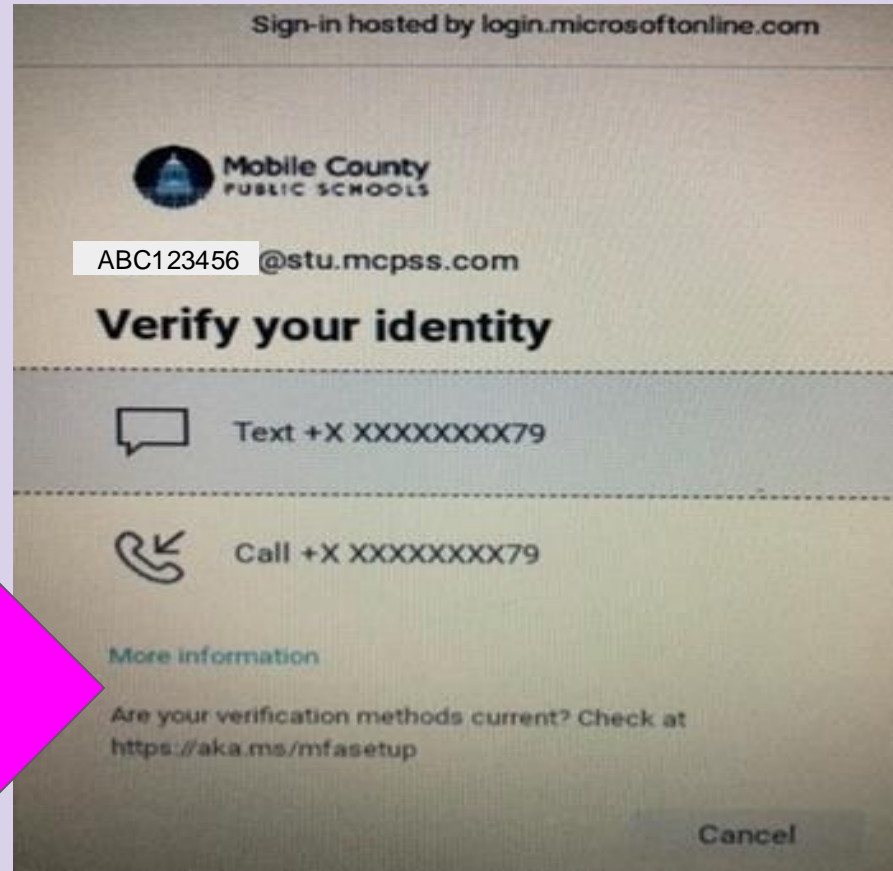 Sign-in hosted by login.microsoftonline.com
Mobile County
PUBLIC SCHOOLS
ABC123456 @stu.mcpss.com
Verify your identity
Text +X XXXXXXXX79
Call +X XXXXXXXX79
More information
Are your verification methods current? Check at
https://aka.ms/mfasetup
Cancel